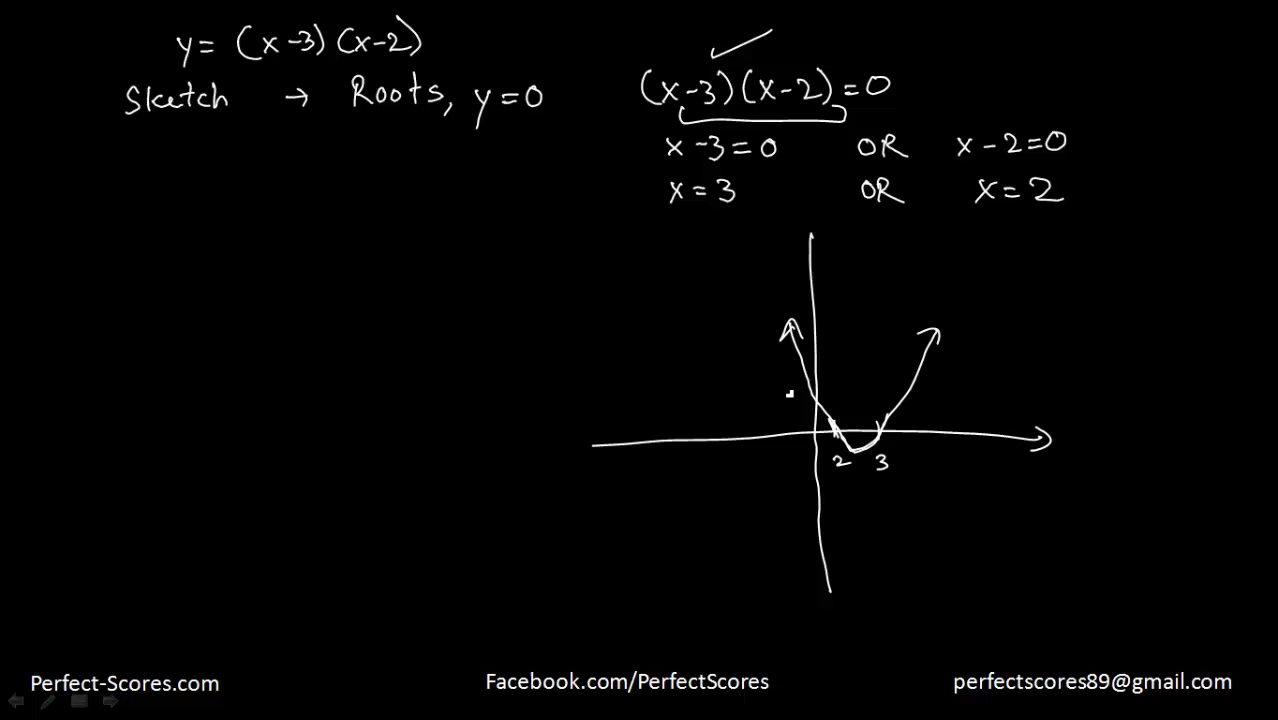 y = (x-3)(x-2)
Sketch → Roots, y=0
(x-3)(x-2)=0
x-3=0 OR x-2=0
x=3 OR x=2
2 3
Perfect-Scores.com Facebook.com/PerfectScores perfectscores89@gmail.com